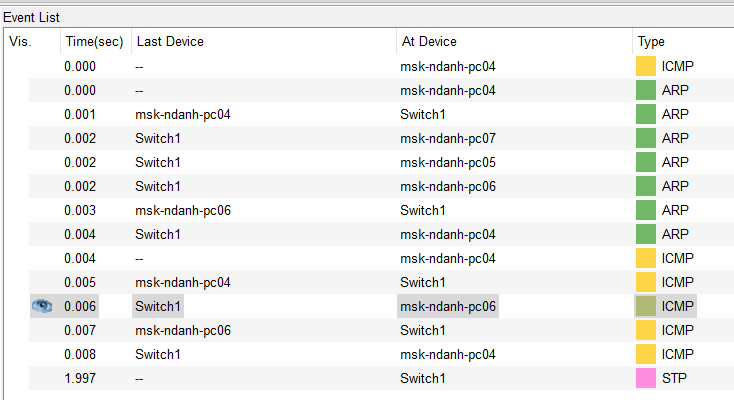 Event List
Vis. Time(sec) Last Device At Device Type
0.000 -- msk-ndanh-pc04 ICMP
0.000 -- msk-ndanh-pc04 ARP
0.001 msk-ndanh-pc04 Switch1 ARP
0.002 Switch1 msk-ndanh-pc07 ARP
0.002 Switch1 msk-ndanh-pc05 ARP
0.002 Switch1 msk-ndanh-pc06 ARP
0.003 msk-ndanh-pc06 Switch1 ARP
0.004 Switch1 msk-ndanh-pc04 ARP
0.004 -- msk-ndanh-pc04 ICMP
0.005 msk-ndanh-pc04 Switch1 ICMP
0.006 Switch1 msk-ndanh-pc06 ICMP
0.007 msk-ndanh-pc06 Switch1 ICMP
0.008 Switch1 msk-ndanh-pc04 ICMP
1.997 -- Switch1 STP